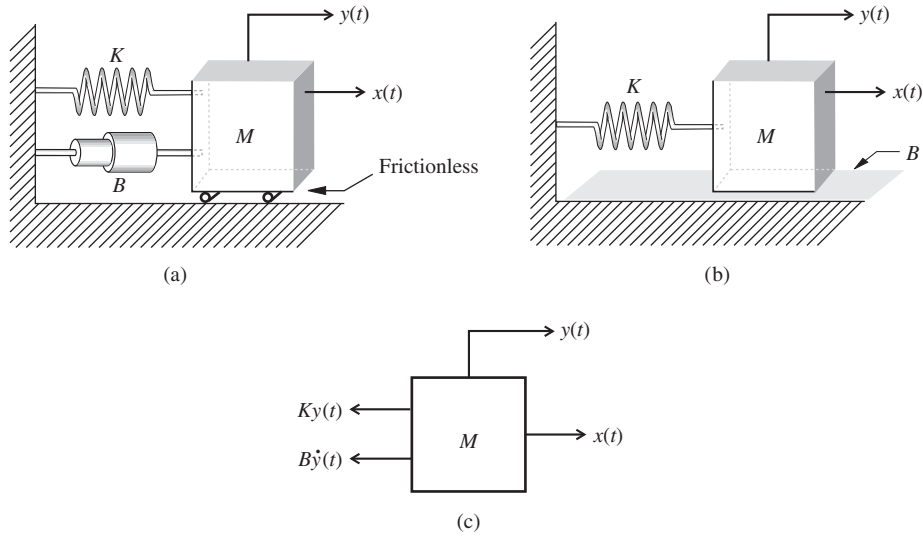 y(t)
K
M
x(t)
B
Frictionless
(a)
y(t)
K
M
x(t)
B
(b)
y(t)
Ky(t)
M
x(t)
Bẏ(t)
(c)